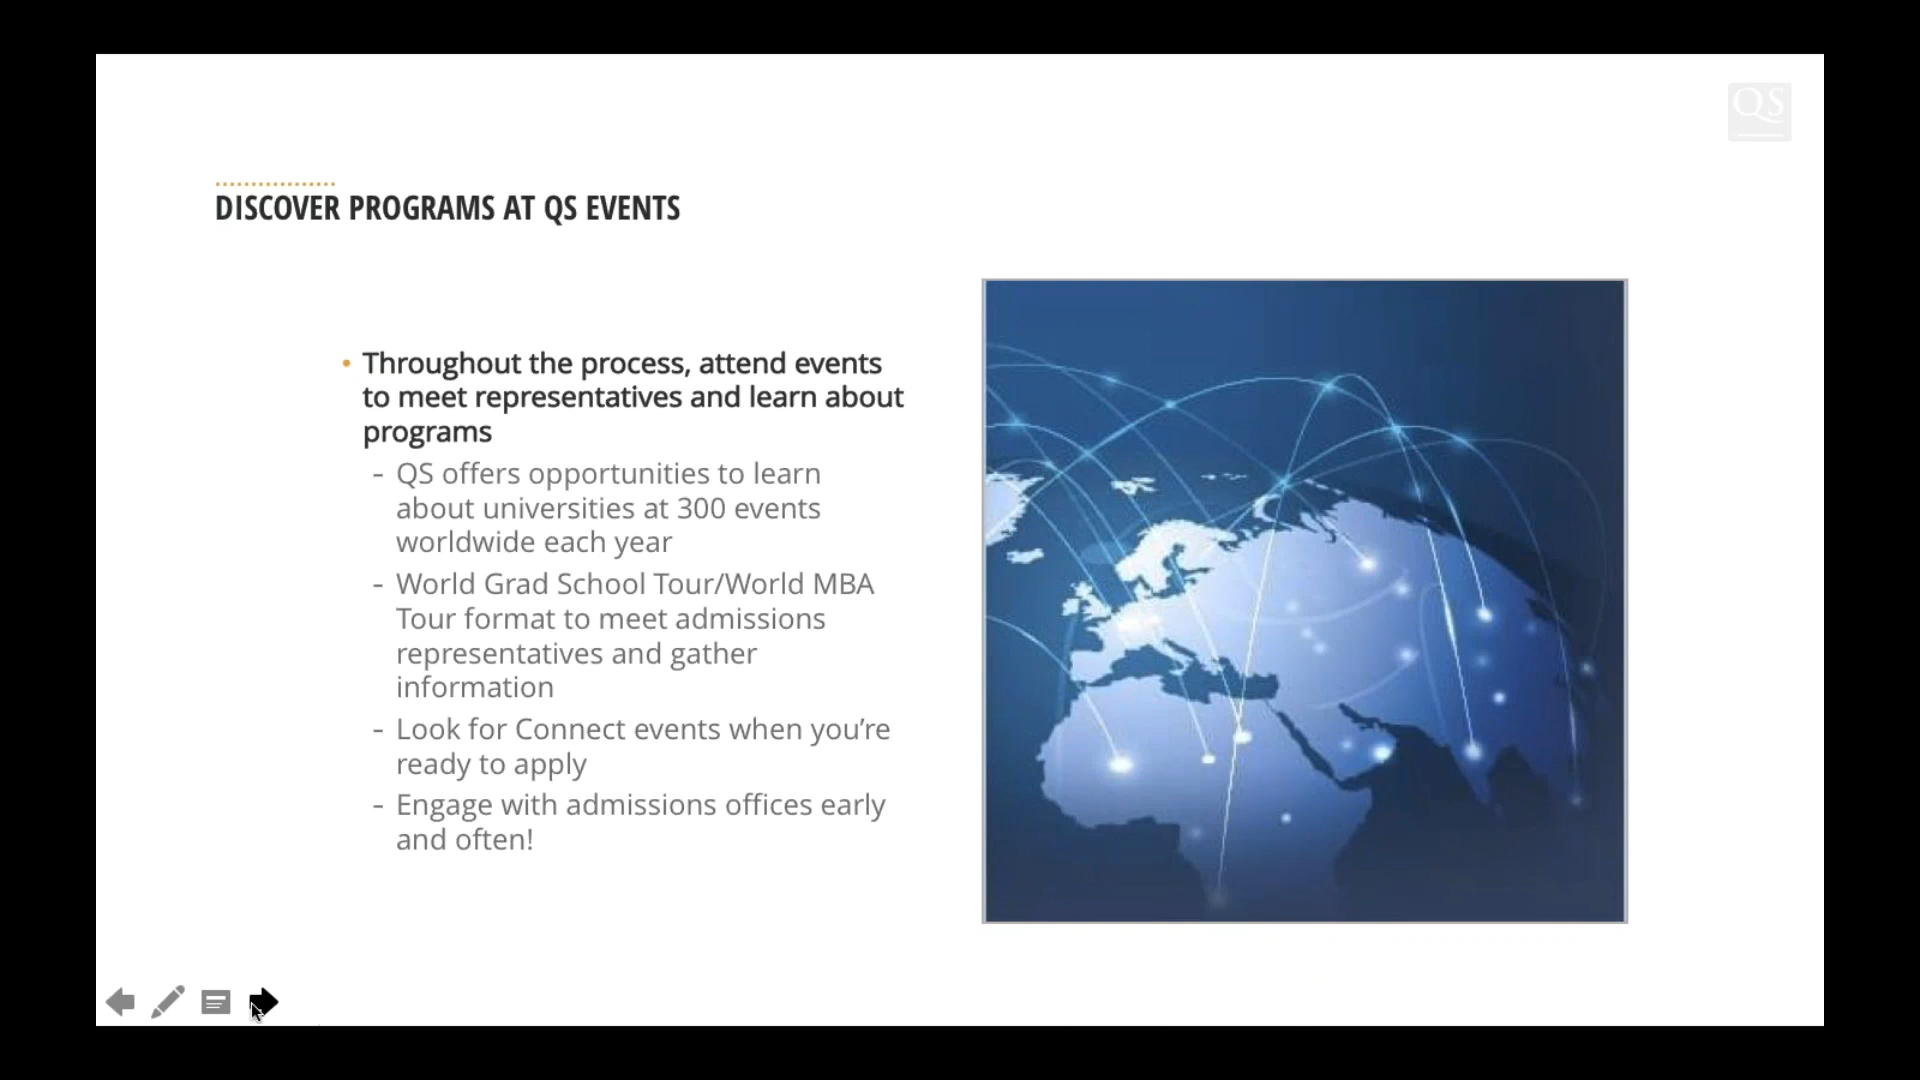 QS
DISCOVER PROGRAMS AT QS EVENTS
• Throughout the process, attend events
to meet representatives and learn about
programs
- QS offers opportunities to learn
about universities at 300 events
worldwide each year
- World Grad School Tour/World MBA
Tour format to meet admissions
representatives and gather
information
- Look for Connect events when you’re
ready to apply
- Engage with admissions offices early
and often!